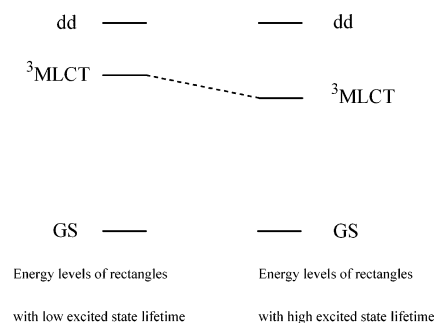 dd dd
³MLCT
³MLCT
GS GS
Energy levels of rectangles Energy levels of rectangles
with low excited state lifetime with high excited state lifetime